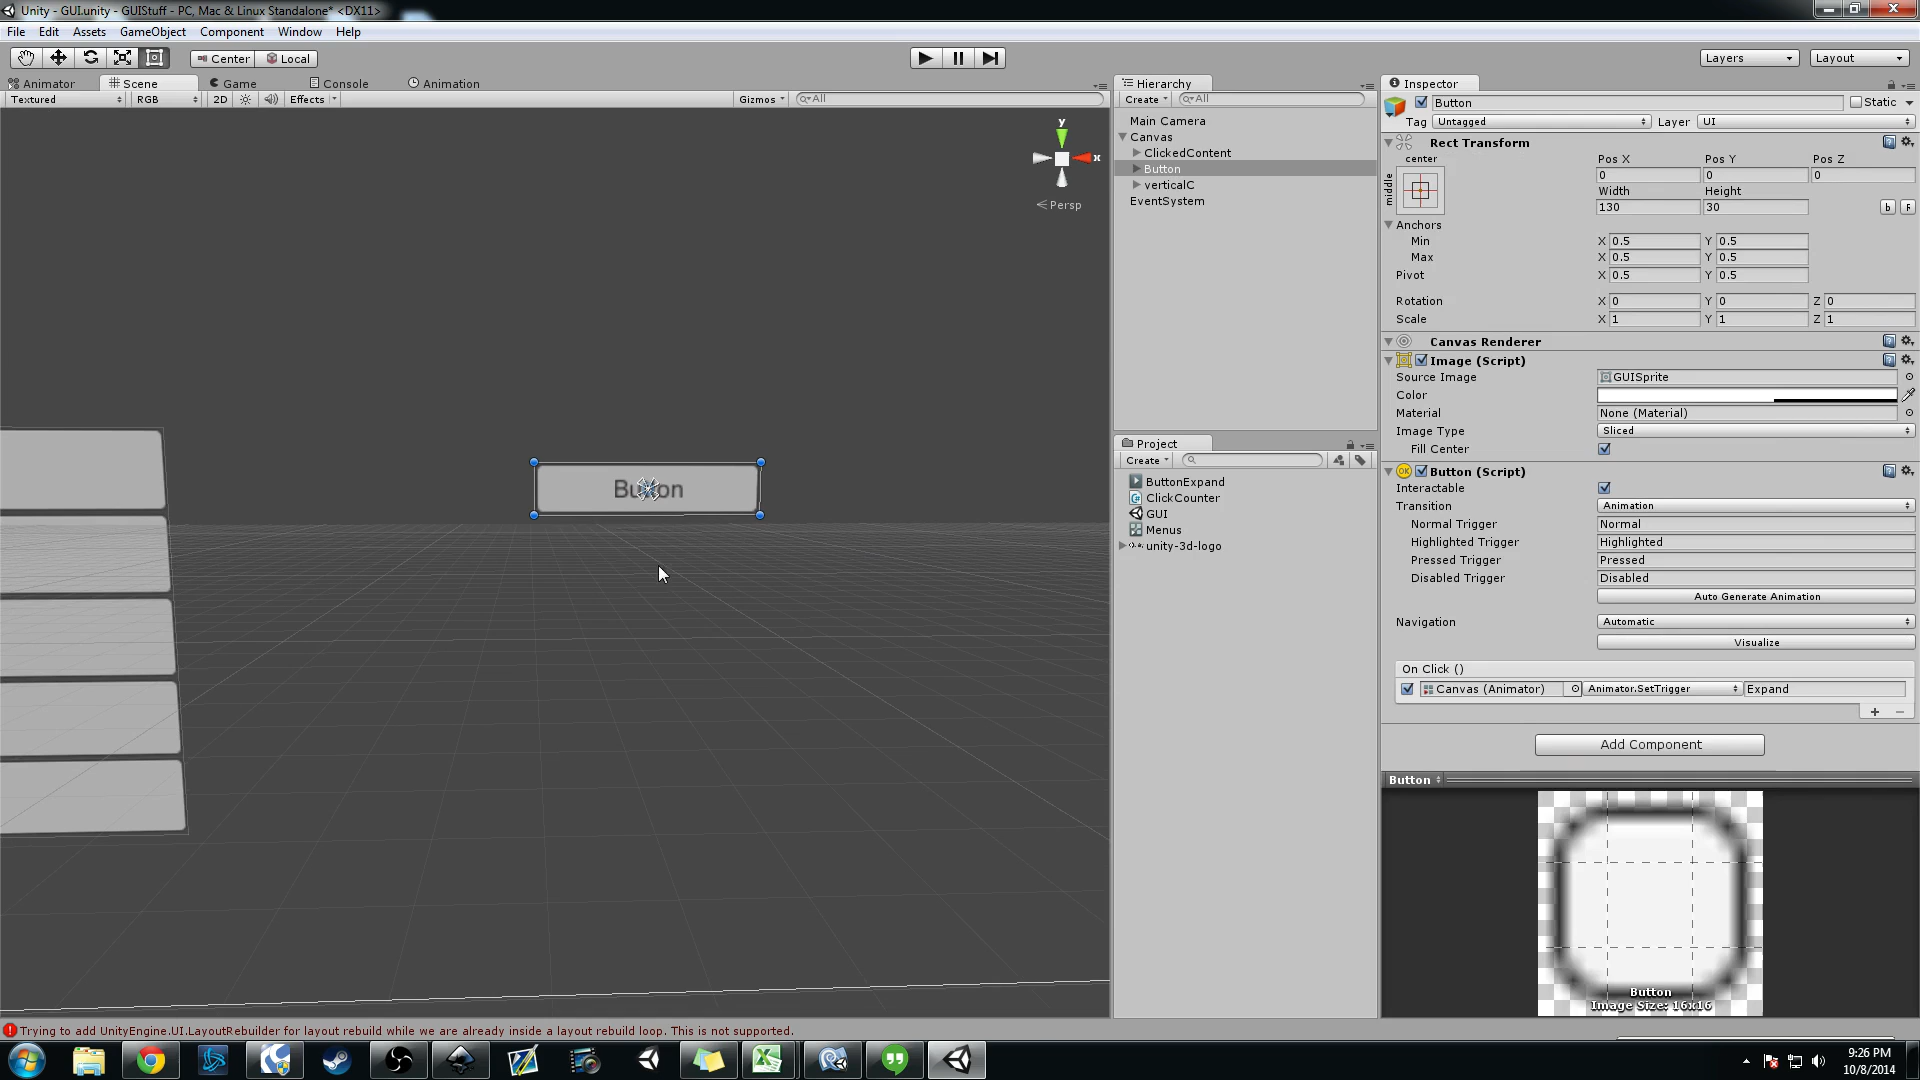 Unity - GUI.unity - GUIStuff - PC, Mac & Linux Standalone* <DX11>
File Edit Assets GameObject Component Window Help
Center Local
Layers Layout
Animator Scene Game Console Animation
Textured RGB 2D Effects Gizmos All
y
x
Persp
Button
Hierarchy
Create All
Main Camera
Canvas
ClickedContent
Button
verticalC
EventSystem
Project
Create
ButtonExpand
ClickCounter
GUI
Menus
unity-3d-logo
Inspector
Button Static
Tag Untagged Layer UI
Rect Transform
center Pos X Pos Y Pos Z
middle 0 0 0
Width Height
130 30
Anchors
Min X 0.5 Y 0.5
Max X 0.5 Y 0.5
Pivot X 0.5 Y 0.5
Rotation X 0 Y 0 Z 0
Scale X 1 Y 1 Z 1
Canvas Renderer
Image (Script)
Source Image GUISprite
Color
Material None (Material)
Image Type Sliced
Fill Center
Button (Script)
Interactable
Transition Animation
Normal Trigger Normal
Highlighted Trigger Highlighted
Pressed Trigger Pressed
Disabled Trigger Disabled
Auto Generate Animation
Navigation Automatic
Visualize
On Click ()
Canvas (Animator) Animator.SetTrigger Expand
Add Component
Button
Button
Image Size: 16x16
Trying to add UnityEngine.UI.LayoutRebuilder for layout rebuild while we are already inside a layout rebuild loop. This is not supported.
9:26 PM
10/8/2014